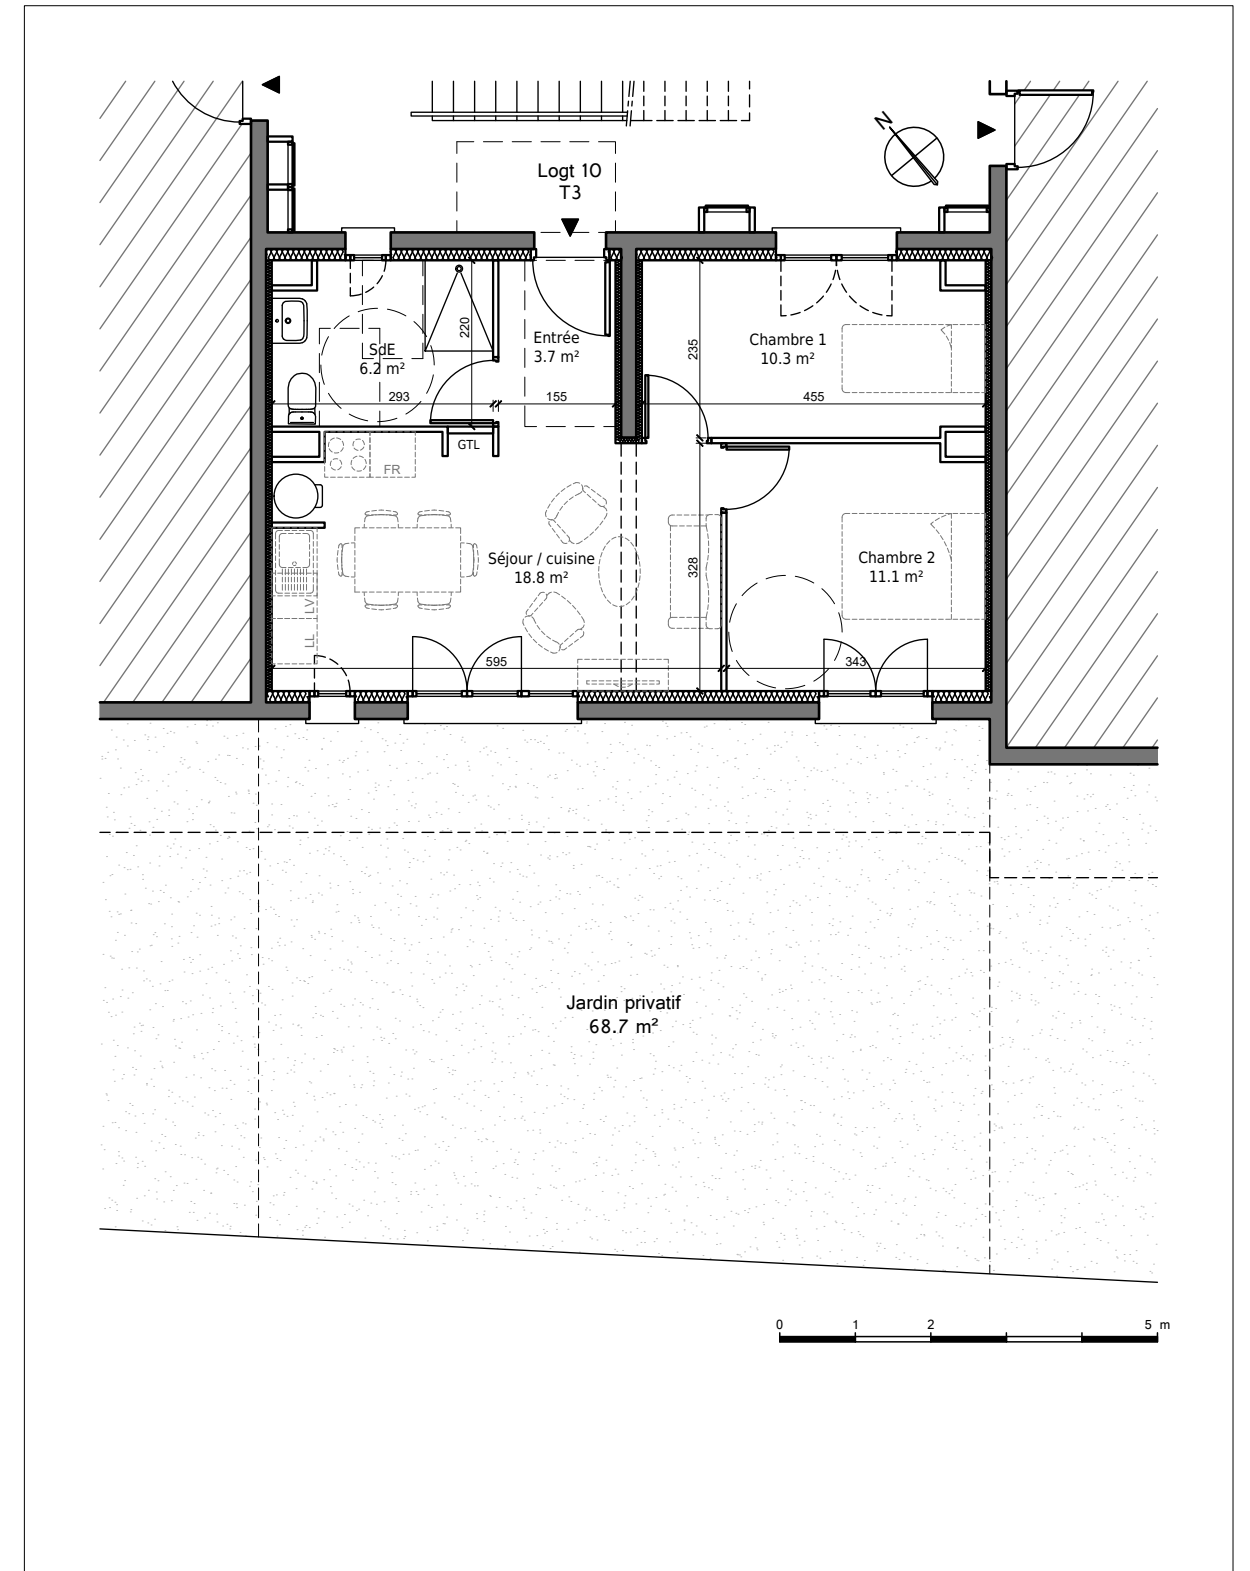 N
Logt 10
T3
SdE
6.2 m²
220
Entrée
3.7 m²
235
Chambre 1
10.3 m²
293
155
455
GTL
FR
Séjour / cuisine
18.8 m²
328
Chambre 2
11.1 m²
LV
LL
595
343
Jardin privatif
68.7 m²
0 1 2 5 m